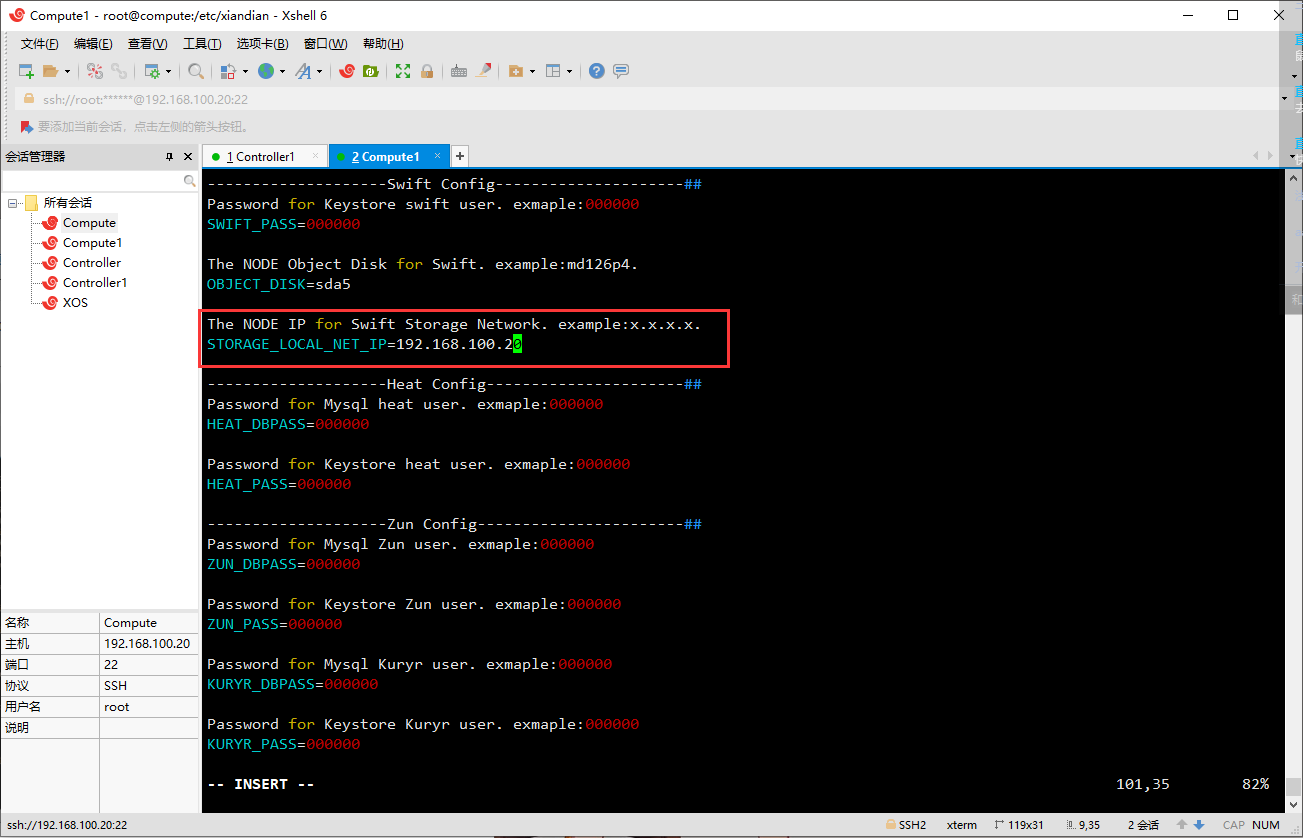 Compute1 - root@compute:/etc/xiandian - Xshell 6
文件(F) 编辑(E) 查看(V) 工具(T) 选项卡(B) 窗口(W) 帮助(H)
ssh://root:******@192.168.100.20:22
要添加当前会话，点击左侧的箭头按钮。
会话管理器
1 Controller1
2 Compute1
所有会话
Compute
Compute1
Controller
Controller1
XOS
名称 Compute
主机 192.168.100.20
端口 22
协议 SSH
用户名 root
说明
--------------------Swift Config---------------------##
Password for Keystore swift user. exmaple:000000
SWIFT_PASS=000000
The NODE Object Disk for Swift. example:md126p4.
OBJECT_DISK=sda5
The NODE IP for Swift Storage Network. example:x.x.x.x.
STORAGE_LOCAL_NET_IP=192.168.100.20
--------------------Heat Config----------------------##
Password for Mysql heat user. exmaple:000000
HEAT_DBPASS=000000
Password for Keystore heat user. exmaple:000000
HEAT_PASS=000000
--------------------Zun Config-----------------------##
Password for Mysql Zun user. exmaple:000000
ZUN_DBPASS=000000
Password for Keystore Zun user. exmaple:000000
ZUN_PASS=000000
Password for Mysql Kuryr user. exmaple:000000
KURYR_DBPASS=000000
Password for Keystore Kuryr user. exmaple:000000
KURYR_PASS=000000
-- INSERT -- 101,35 82%
ssh://192.168.100.20:22 SSH2 xterm 119x31 9,35 2 会话 CAP NUM